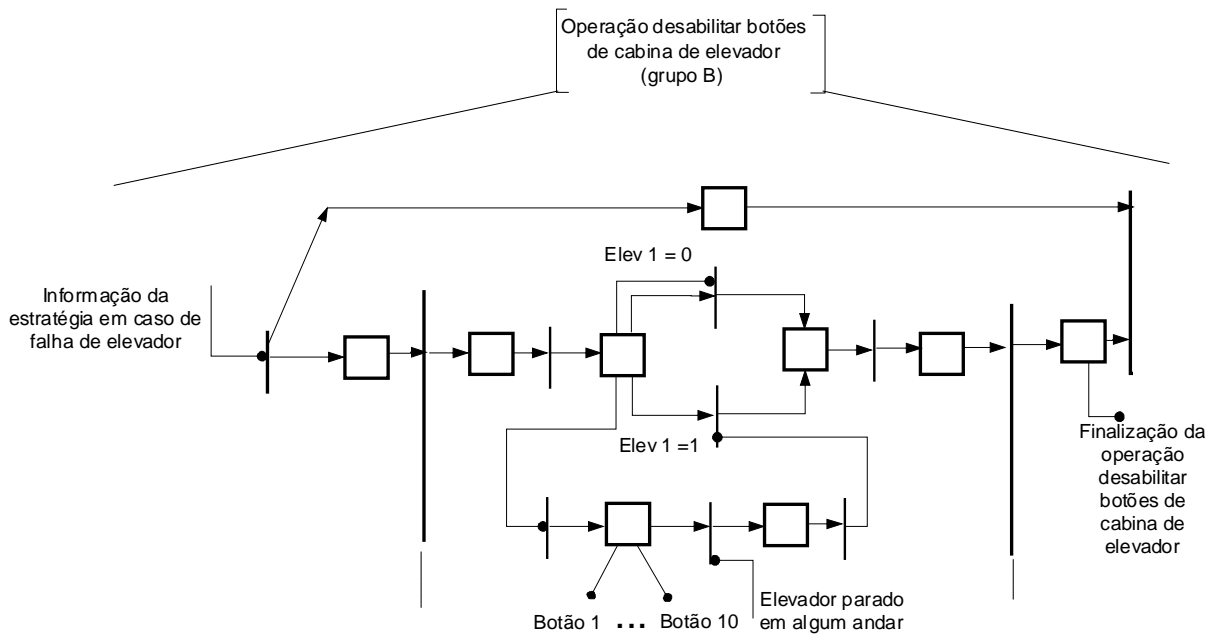 Operação desabilitar botões
de cabina de elevador
(grupo B)
Elev 1 = 0
Informação da
estratégia em caso de
falha de elevador
Elev 1 =1
Finalização da
operação
desabilitar
botões de
cabina de
elevador
Botão 1 ... Botão 10
Elevador parado
em algum andar